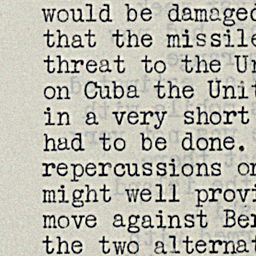 would be damaged
that the missile
threat to the Un
on Cuba the Unit
in a very short
had to be done.
repercussions on
might well provi
move against Ber
the two alternat